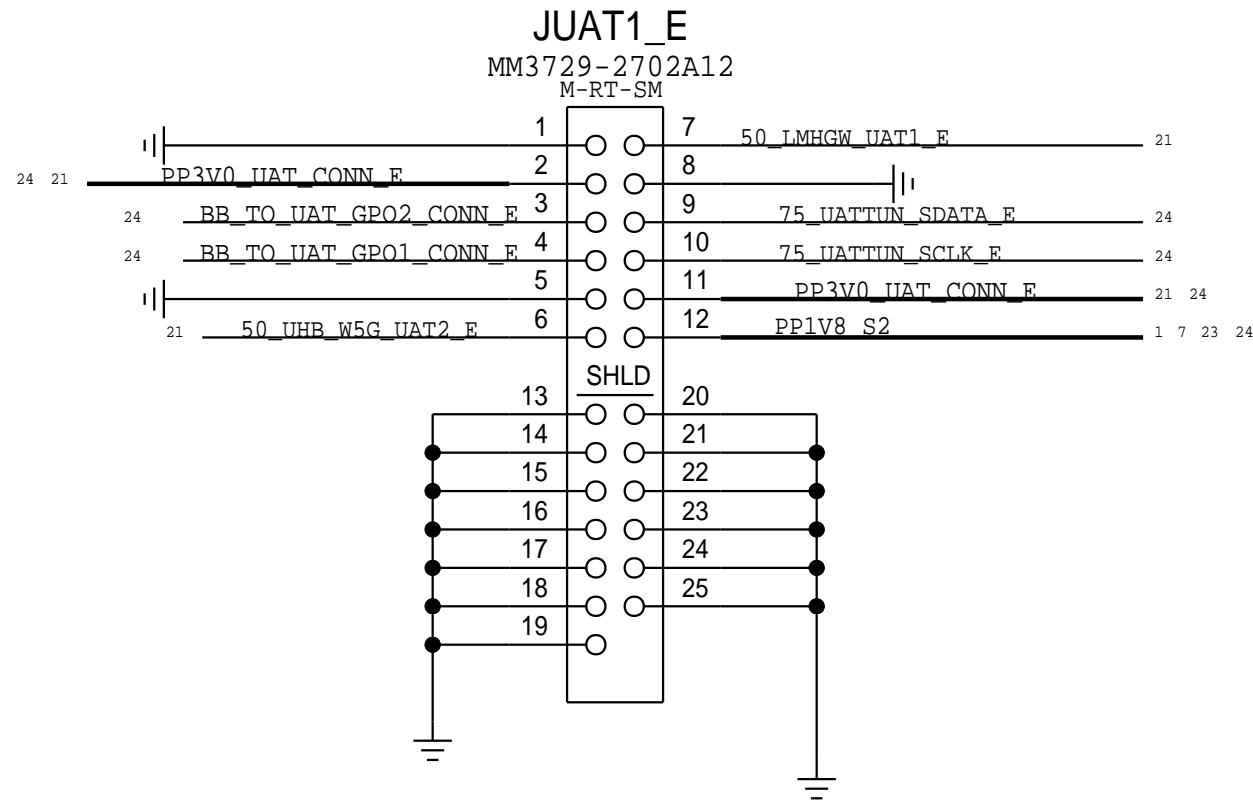 JUAT1_E
MM3729-2702A12
M-RT-SM
1 7 50_LMHGW_UAT1_E 21
24 21 PP3V0_UAT_CONN_E 2 8
24 BB_TO_UAT_GPO2_CONN_E 3 9 75_UATTUN_SDATA_E 24
24 BB_TO_UAT_GPO1_CONN_E 4 10 75_UATTUN_SCLK_E 24
5 11 PP3V0_UAT_CONN_E 21 24
21 50_UHB_W5G_UAT2_E 6 12 PP1V8_S2 1 7 23 24
SHLD
13 20
14 21
15 22
16 23
17 24
18 25
19